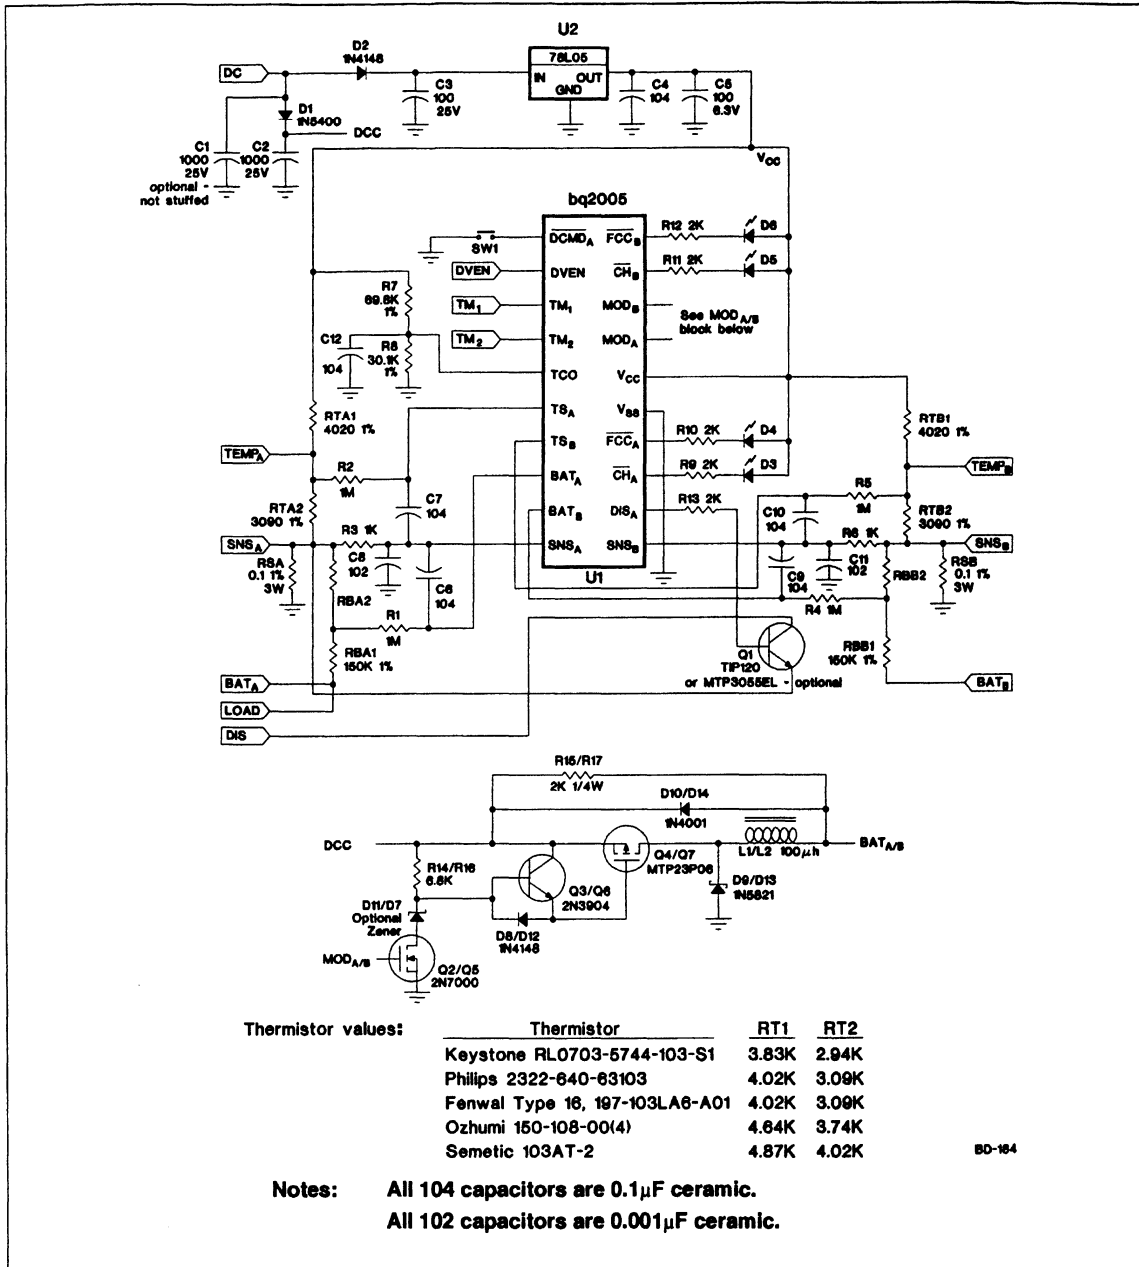 U2
D2
1N4148
78L05
DC
IN OUT
GND
C3
100
25V
C4
104
C5
100
6.3V
D1
1N5400
DCC
C1
1000
25V
optional -
not stuffed
C2
1000
25V
VCC
bq2005
DCMDA
FCCB
R12 2K
D6
SW1
DVEN
DVEN
CHB
R11 2K
D5
R7
69.8K
1%
TM1
TM1
MODB
See MODA/B
block below
TM2
TM2
MODA
C12
104
R8
30.1K
1%
TCO
VCC
TSA
VSS
RTA1
4020 1%
RTB1
4020 1%
TSB
FCCA
R10 2K
D4
TEMPA
TEMPB
R2
1M
BATA
CHA
R9 2K
D3
R5
1M
RTA2
3090 1%
C7
104
BATB
DISA
R13 2K
C10
104
RTB2
3090 1%
R3 1K
R6 1K
SNSA
SNSA
SNSB
SNSB
RSA
0.1 1%
3W
C8
102
U1
C9
104
C11
102
RBB2
RSB
0.1 1%
3W
RBA2
C6
104
R1
1M
R4 1M
RBA1
150K 1%
Q1
TIP120
or MTP3055EL - optional
RBB1
150K 1%
BATA
BATB
LOAD
DIS
R15/R17
2K 1/4W
D10/D14
1N4001
DCC
BATA/B
L1/L2 100μh
Q4/Q7
MTP23P06
R14/R16
6.8K
Q3/Q6
2N3904
D9/D13
1N5821
D11/D7
Optional
Zener
D8/D12
1N4148
MODA/B
Q2/Q5
2N7000
Thermistor values: Thermistor RT1 RT2
Keystone RL0703-5744-103-S1 3.83K 2.94K
Philips 2322-640-63103 4.02K 3.09K
Fenwal Type 16, 197-103LA6-A01 4.02K 3.09K
Ozhumi 150-108-00(4) 4.64K 3.74K
Semetic 103AT-2 4.87K 4.02K
BD-164
Notes: All 104 capacitors are 0.1μF ceramic.
All 102 capacitors are 0.001μF ceramic.